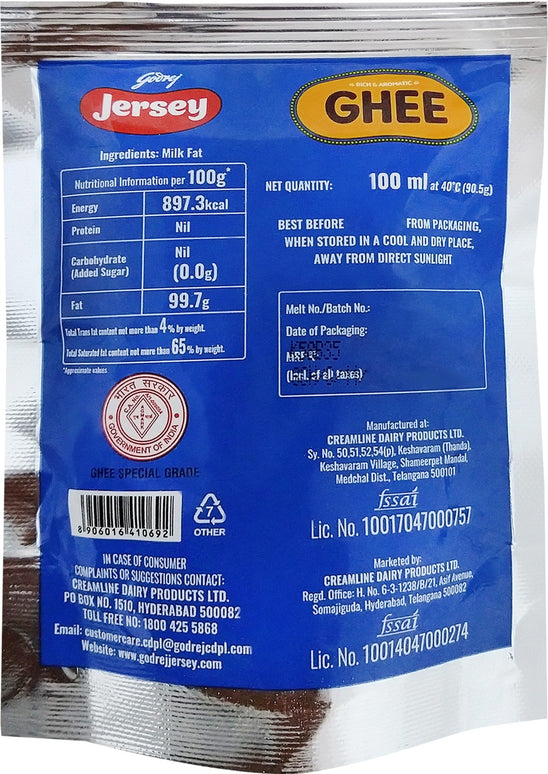 Godrej
Jersey
RICH & AROMATIC
GHEE
Ingredients: Milk Fat
Nutritional Information per 100g*
Energy 897.3kcal
Protein Nil
Carbohydrate Nil
(Added Sugar) (0.0g)
Fat 99.7g
Total Trans fat content not more than 4% by weight.
Total Saturated fat content not more than 65% by weight.
*Approximate values
NET QUANTITY: 100 ml at 40°C (90.5g)
BEST BEFORE FROM PACKAGING,
WHEN STORED IN A COOL AND DRY PLACE,
AWAY FROM DIRECT SUNLIGHT
Melt No./Batch No.:
Date of Packaging:
MRP ₹:
(Incl. of all taxes)
भारत सरकार
GOVERNMENT OF INDIA
GHEE SPECIAL GRADE
8 906016 410692
7
OTHER
IN CASE OF CONSUMER
COMPLAINTS OR SUGGESTIONS CONTACT:
CREAMLINE DAIRY PRODUCTS LTD.
PO BOX NO. 1510, HYDERABAD 500082
TOLL FREE NO: 1800 425 5868
Email: customercare.cdpl@godrejcdpl.com
Website: www.godrejjersey.com
Manufactured at:
CREAMLINE DAIRY PRODUCTS LTD.
Sy. No. 50,51,52,54(p), Keshavaram (Thanda),
Keshavaram Village, Shameerpet Mandal,
Medchal Dist., Telangana 500101
fssai
Lic. No. 10017047000757
Marketed by:
CREAMLINE DAIRY PRODUCTS LTD.
Regd. Office: H. No. 6-3-1238/B/21, Asif Avenue,
Somajiguda, Hyderabad, Telangana 500082
fssai
Lic. No. 10014047000274